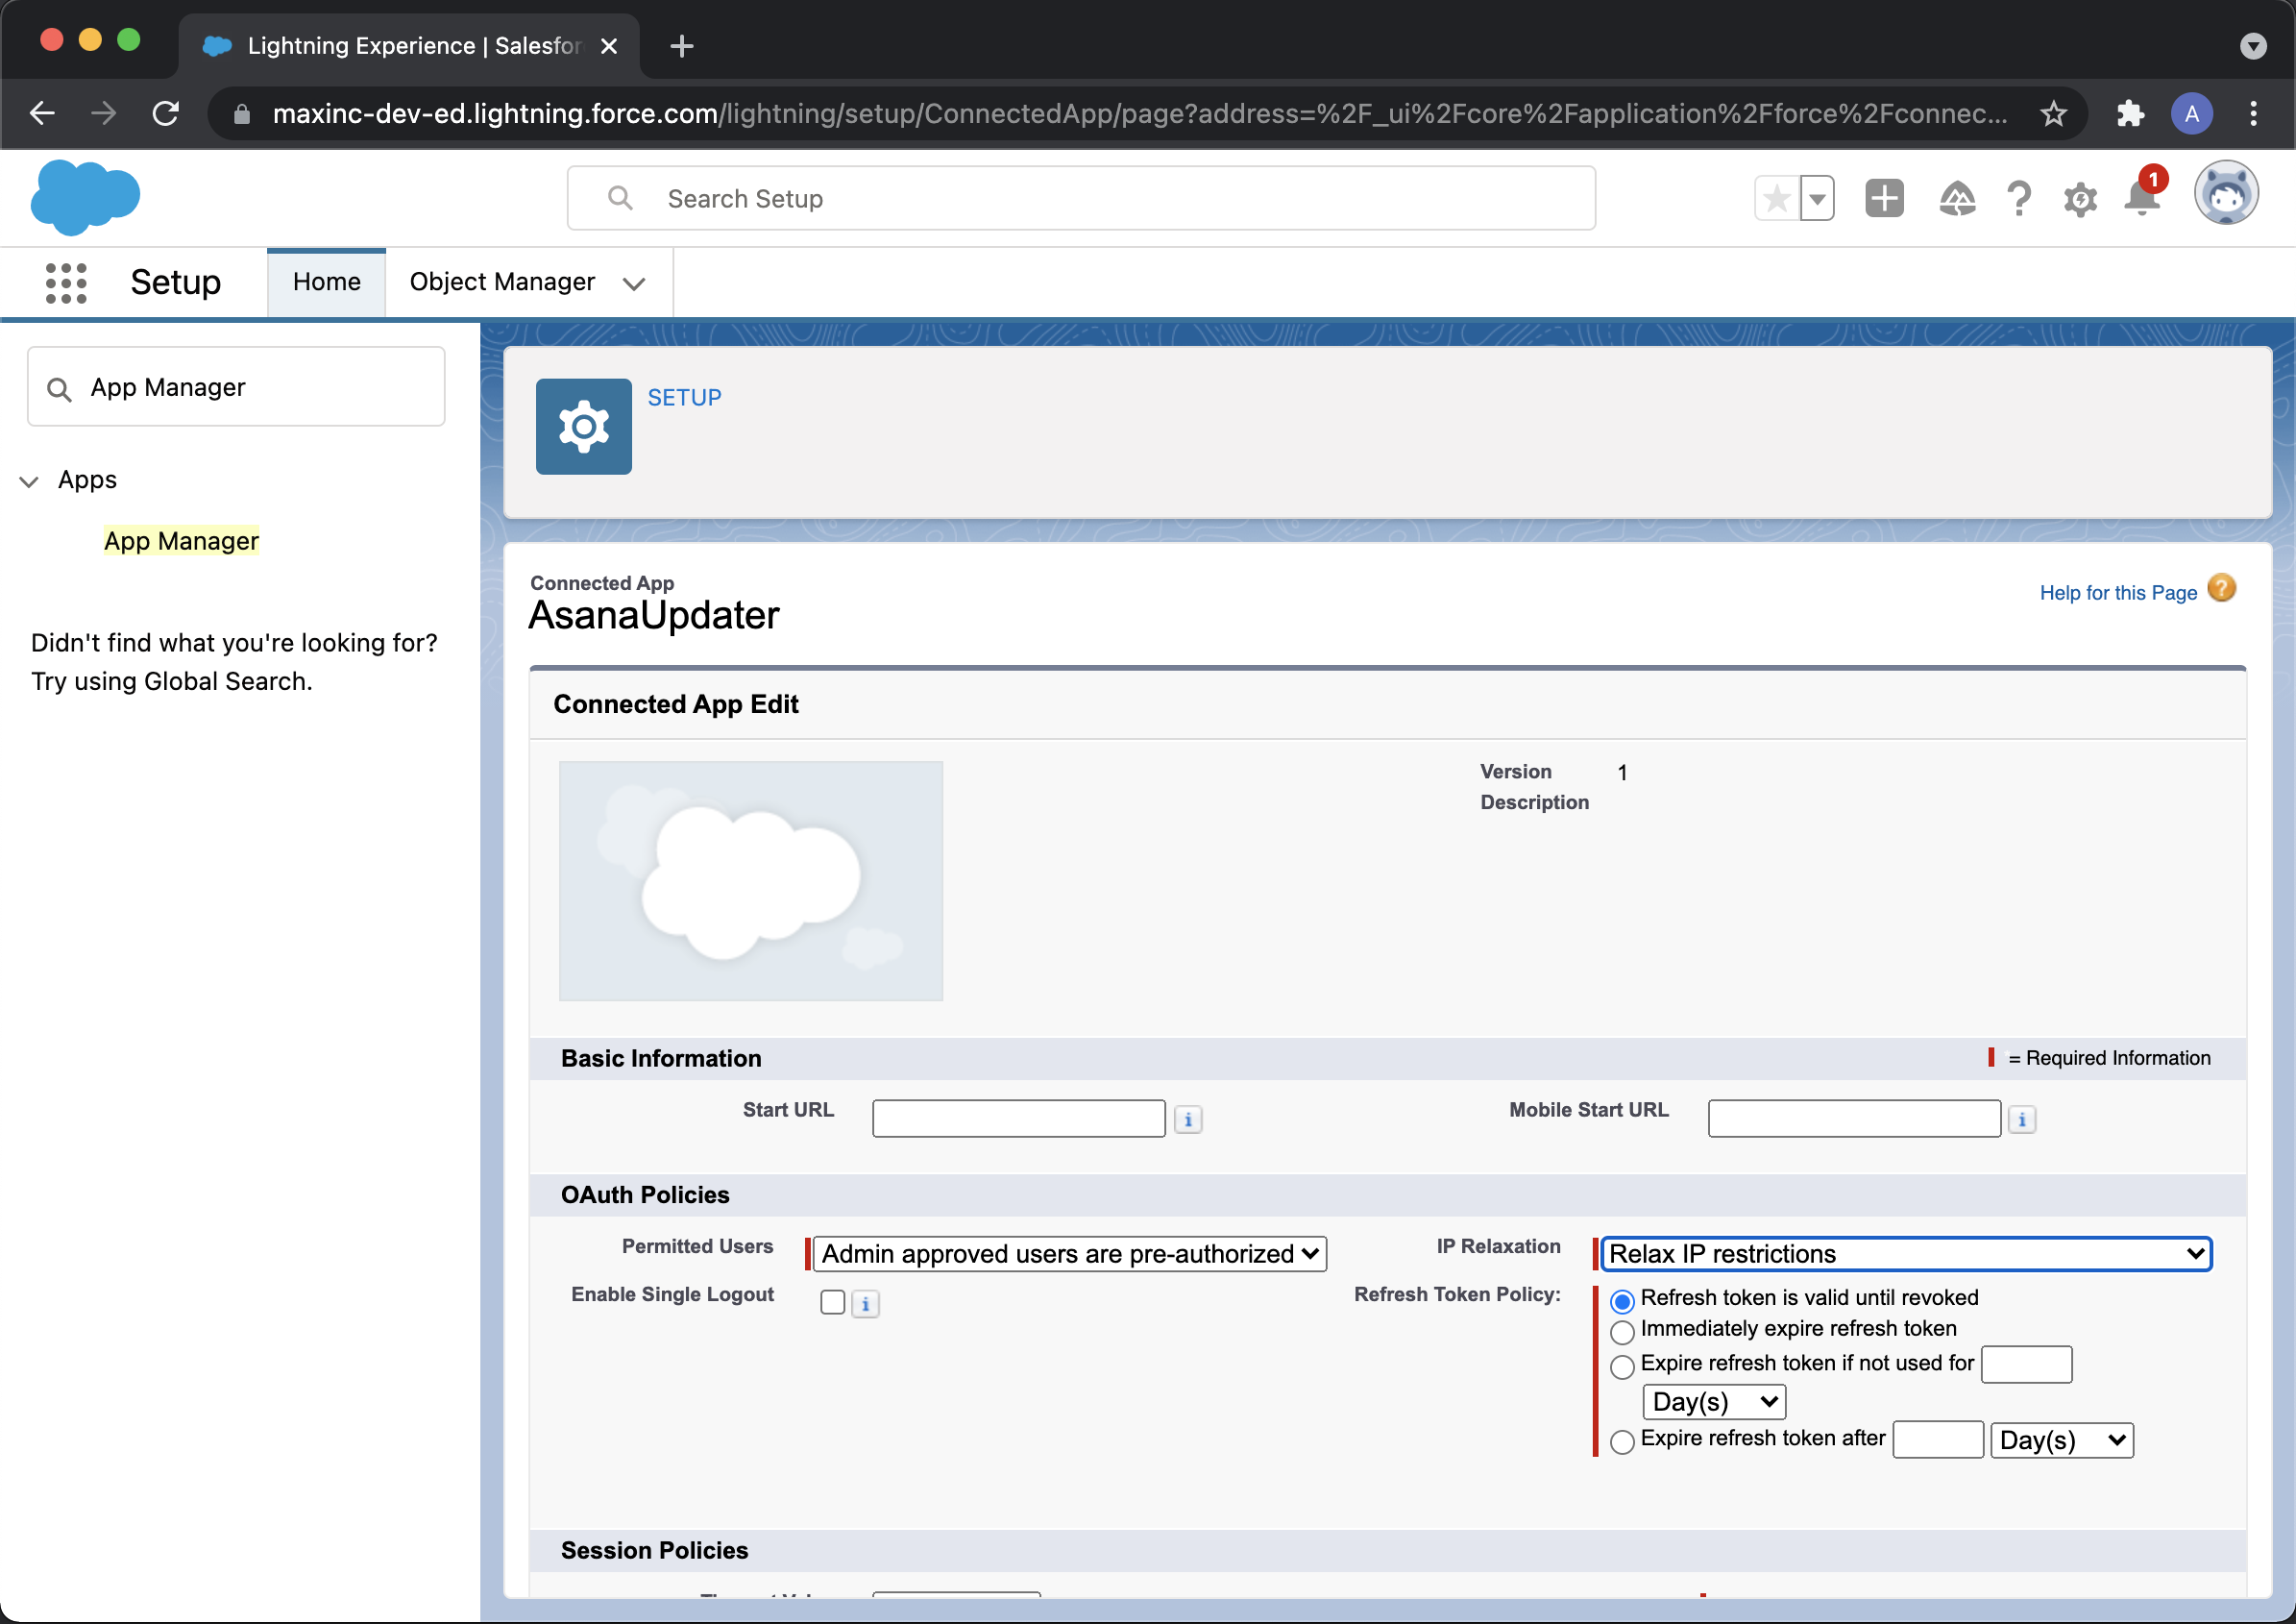 Lightning Experience | Salesfor
maxinc-dev-ed.lightning.force.com/lightning/setup/ConnectedApp/page?address=%2F_ui%2Fcore%2Fapplication%2Fforce%2Fconnec...
A
Search Setup
1
Setup
Home
Object Manager
App Manager
Apps
App Manager
Didn't find what you're looking for?
Try using Global Search.
SETUP
Connected App
AsanaUpdater
Help for this Page
Connected App Edit
Version 1
Description
Basic Information
= Required Information
Start URL
Mobile Start URL
OAuth Policies
Permitted Users Admin approved users are pre-authorized
IP Relaxation Relax IP restrictions
Enable Single Logout
Refresh Token Policy: Refresh token is valid until revoked
Immediately expire refresh token
Expire refresh token if not used for
Day(s)
Expire refresh token after Day(s)
Session Policies